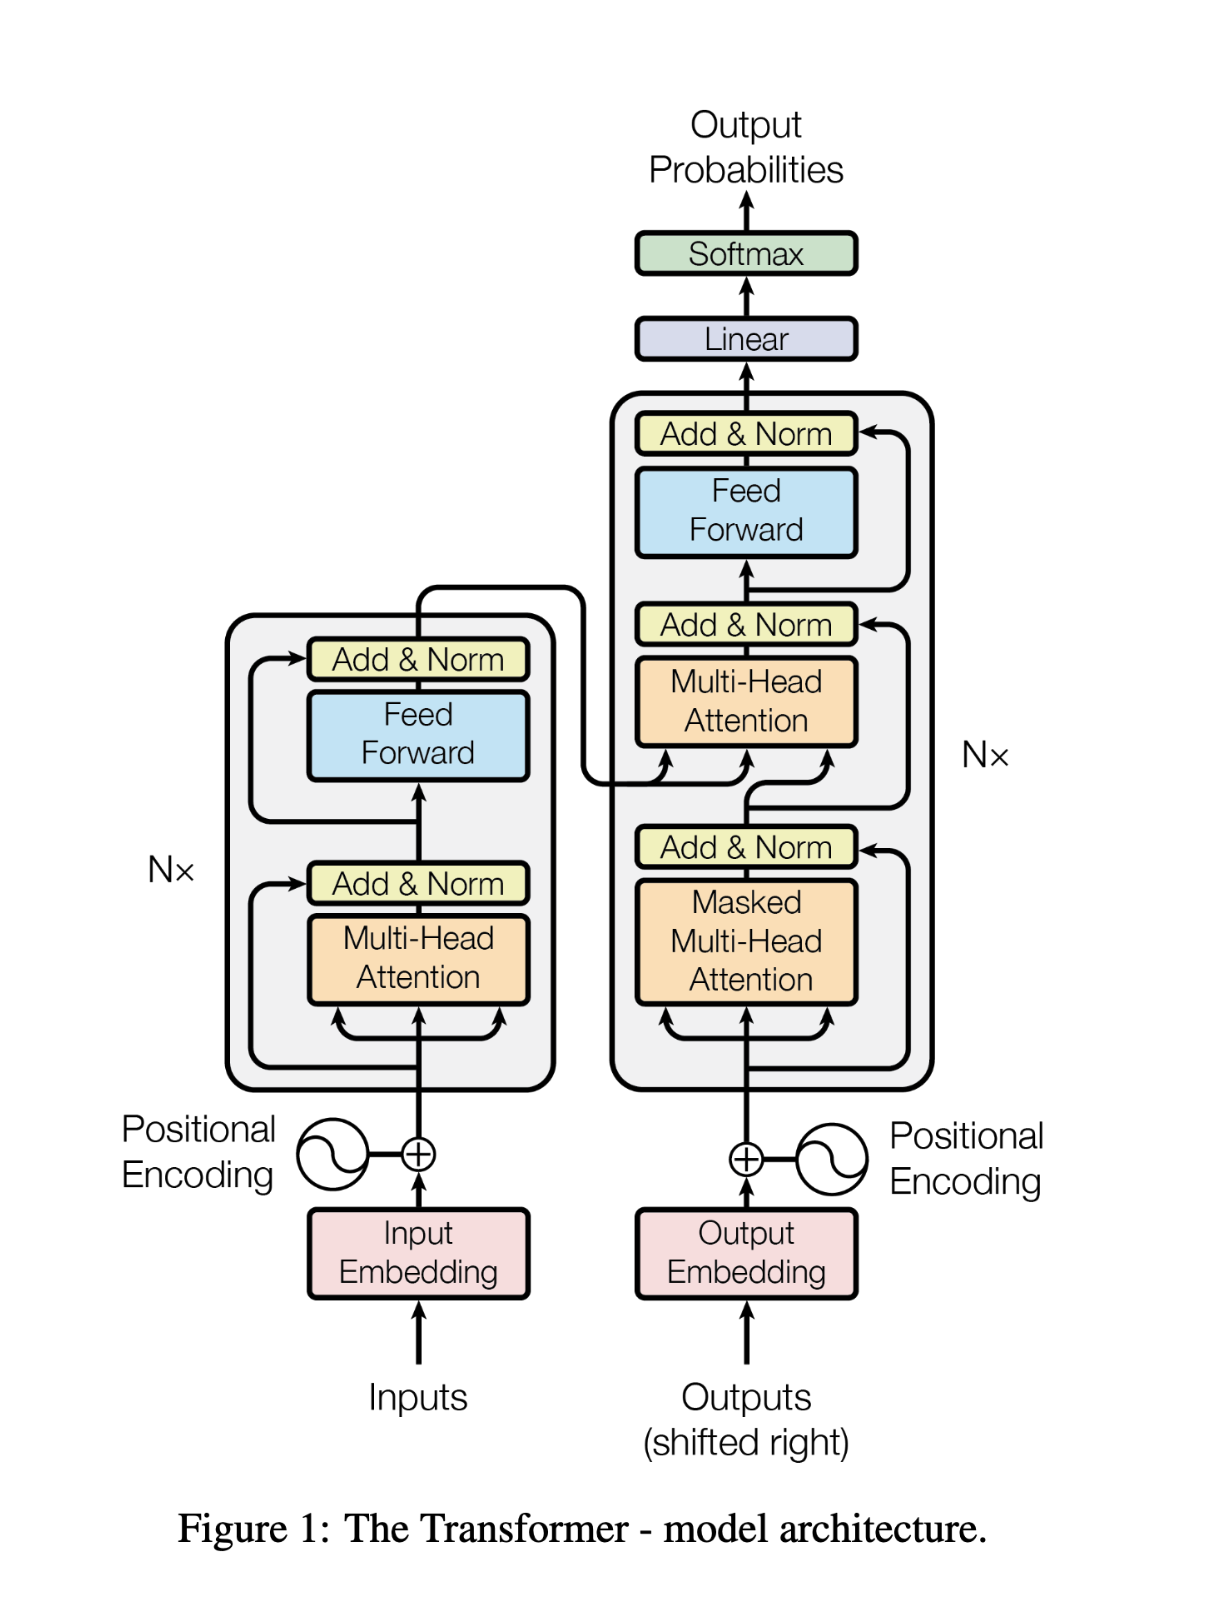 Output
Probabilities
Softmax
Linear
Add & Norm
Feed
Forward
Add & Norm
Multi-Head
Attention
N×
Add & Norm
Masked
Multi-Head
Attention
Add & Norm
Feed
Forward
N×
Add & Norm
Multi-Head
Attention
Positional
Encoding
Positional
Encoding
Input
Embedding
Output
Embedding
Inputs
Outputs
(shifted right)
Figure 1: The Transformer - model architecture.